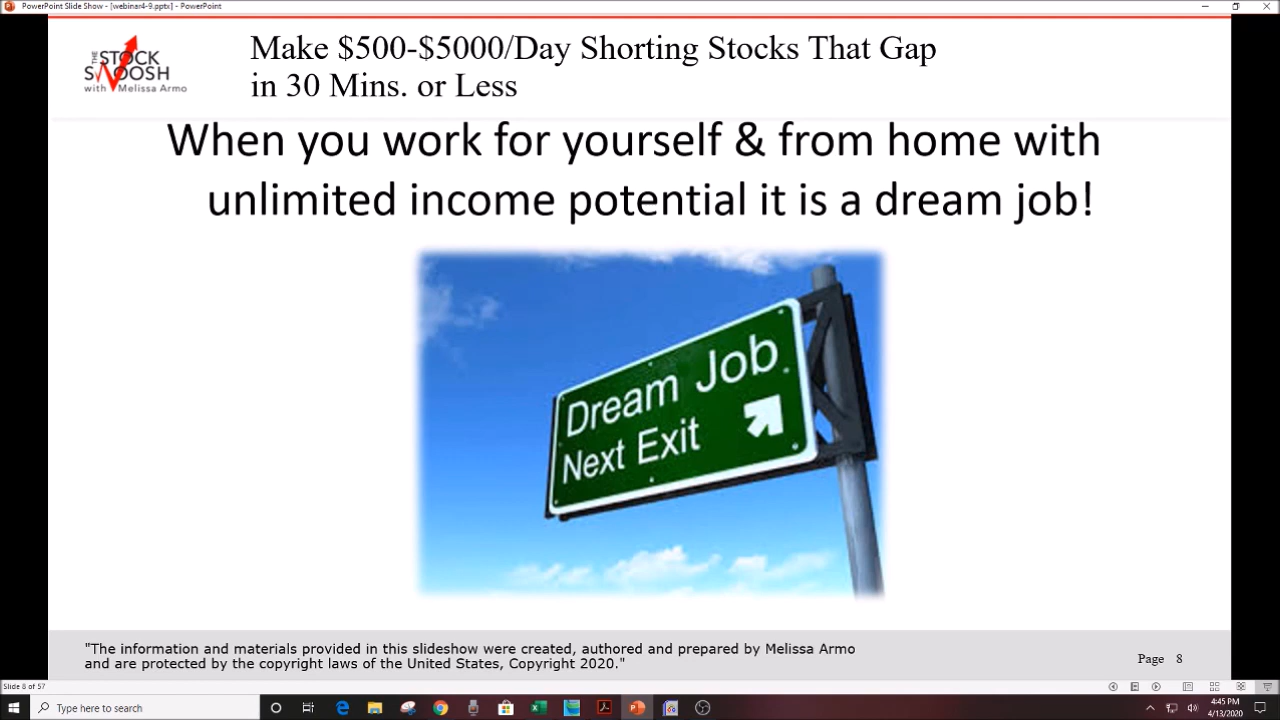 PowerPoint Slide Show - [webinar4-9.pptx] - PowerPoint
THE
STOCK
SWOOSH
with Melissa Armo
Make $500-$5000/Day Shorting Stocks That Gap
in 30 Mins. or Less
When you work for yourself & from home with
unlimited income potential it is a dream job!
Dream Job
Next Exit
"The information and materials provided in this slideshow were created, authored and prepared by Melissa Armo
and are protected by the copyright laws of the United States, Copyright 2020."
Page 8
Slide 8 of 57
Type here to search
4:45 PM
4/13/2020